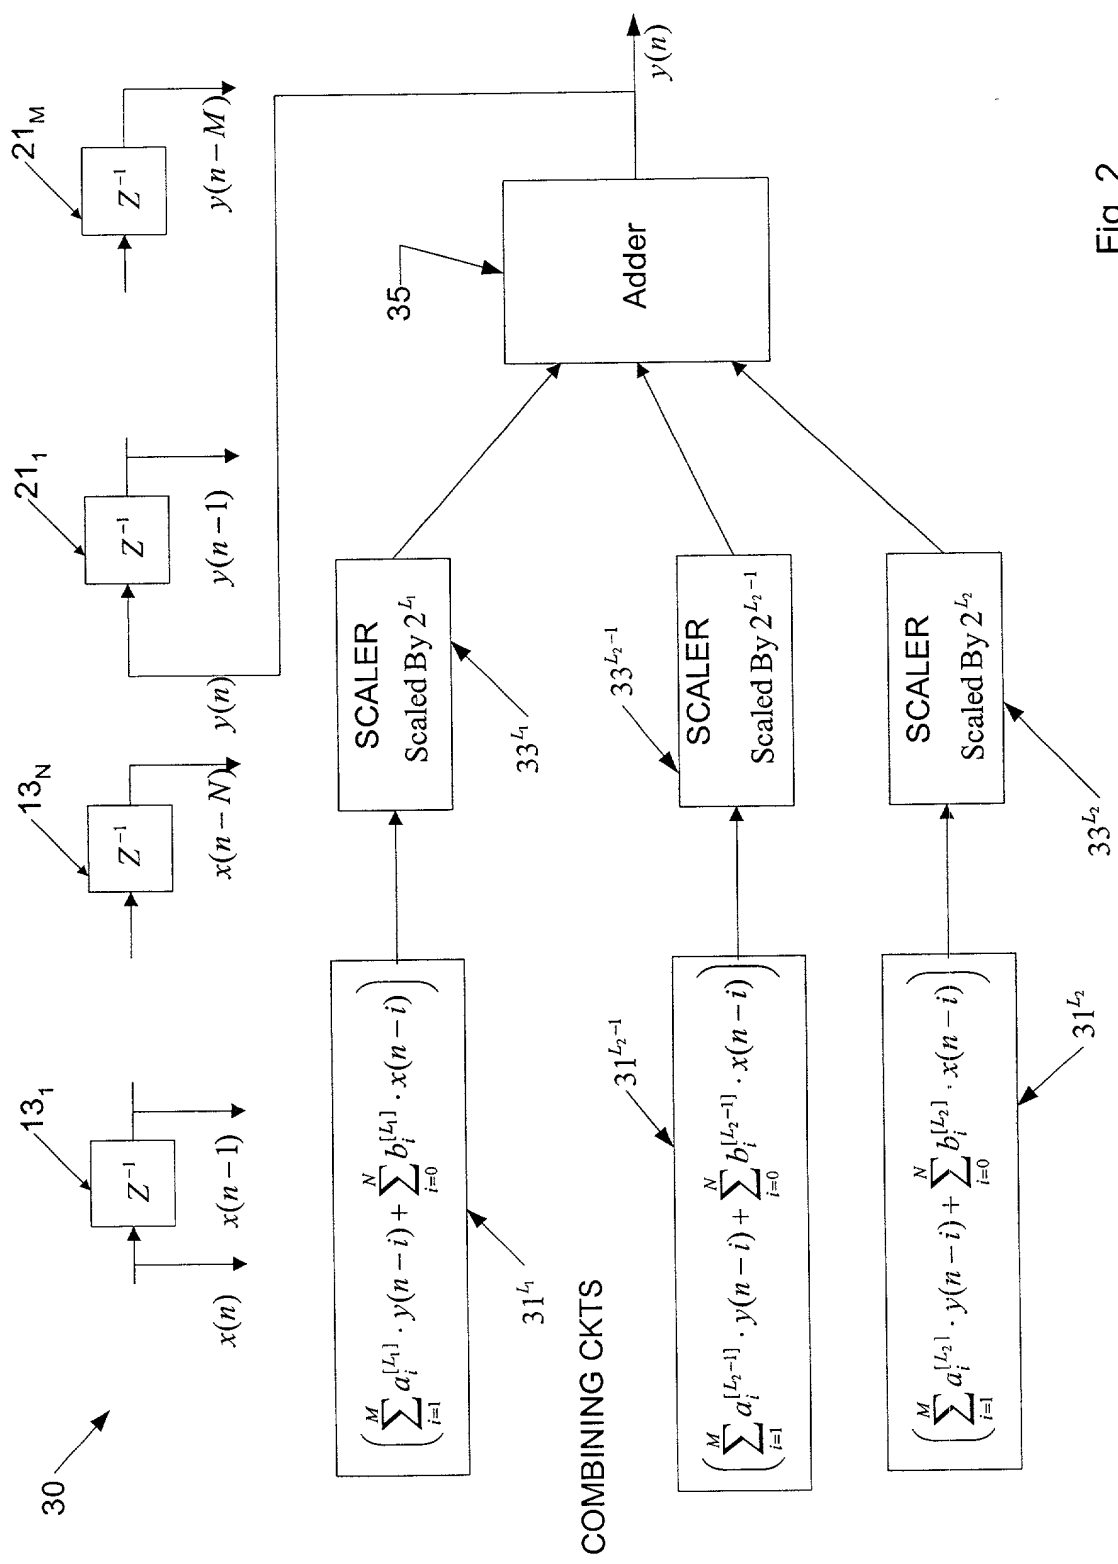 30
13₁
Z⁻¹
x(n)
x(n−1)
13_N
Z⁻¹
x(n−N)
21₁
Z⁻¹
y(n)
y(n−1)
21_M
Z⁻¹
y(n−M)
(∑_{i=1}^{M} a_i^{[L₁]} · y(n−i) + ∑_{i=0}^{N} b_i^{[L₁]} · x(n−i))
31^{L₁}
SCALER
Scaled By 2^{L₁}
33^{L₁}
COMBINING CKTS
(∑_{i=1}^{M} a_i^{[L₂−1]} · y(n−i) + ∑_{i=0}^{N} b_i^{[L₂−1]} · x(n−i))
31^{L₂−1}
SCALER
Scaled By 2^{L₂−1}
33^{L₂−1}
(∑_{i=1}^{M} a_i^{[L₂]} · y(n−i) + ∑_{i=0}^{N} b_i^{[L₂]} · x(n−i))
31^{L₂}
SCALER
Scaled By 2^{L₂}
33^{L₂}
35
Adder
y(n)
Fig. 2